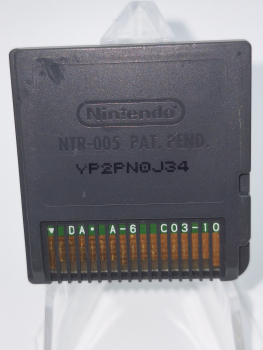 Nintendo
NTR-005 PAT. PEND.
YP2PN0J34
▼ DA • A-6 C03-10